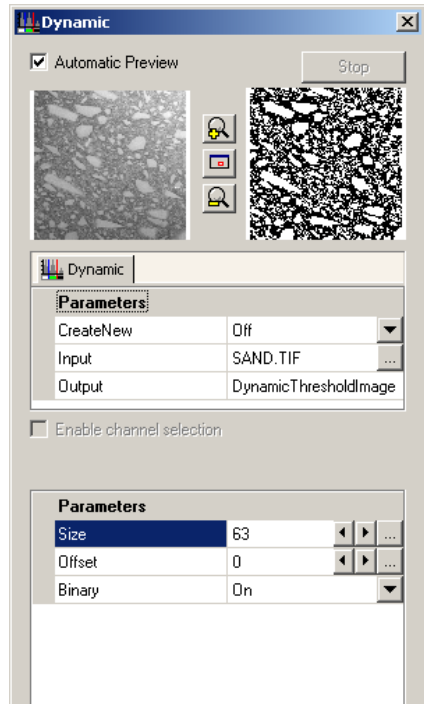 Dynamic
Automatic Preview
Stop
Dynamic
Parameters
CreateNew Off
Input SAND.TIF ...
Output DynamicThresholdImage
Enable channel selection
Parameters
Size 63 ...
Offset 0 ...
Binary On